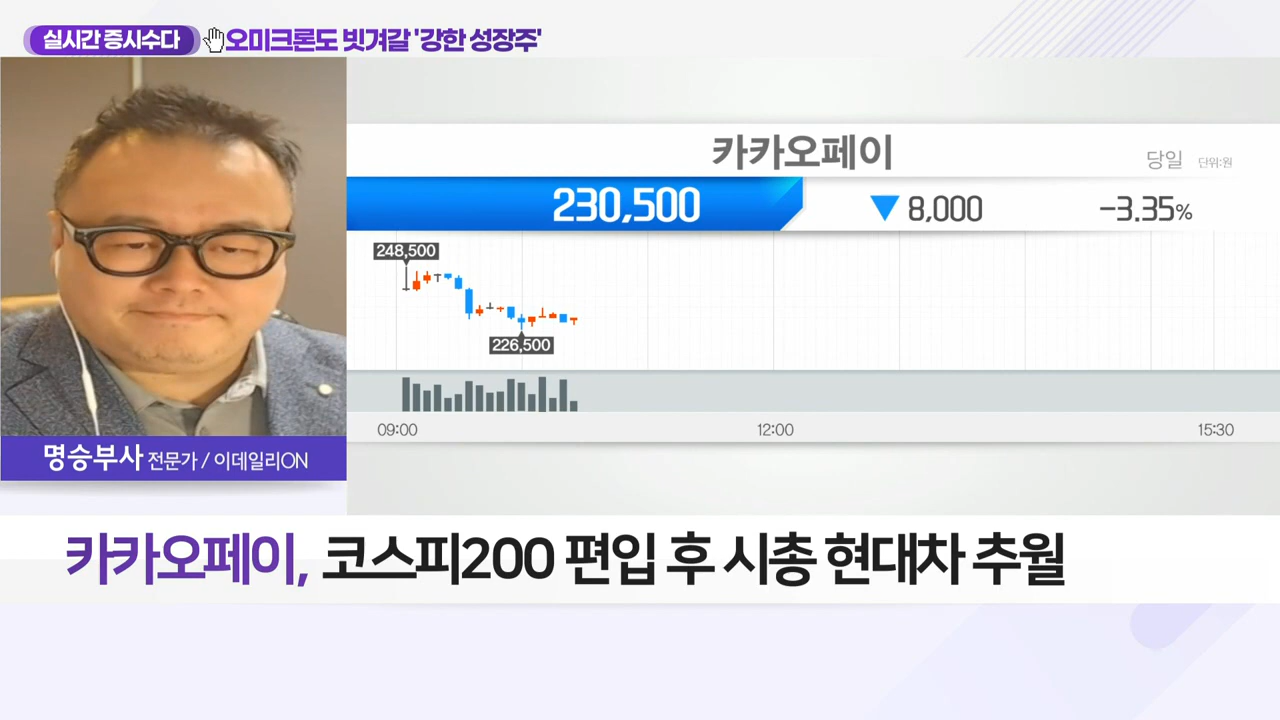 실시간 증시수다 오미크론도 빗겨갈 '강한 성장주'
카카오페이
당일 단위:원
230,500 ▼ 8,000 -3.35%
248,500
226,500
09:00 12:00 15:30
명승부사 전문가 / 이데일리ON
카카오페이, 코스피200 편입 후 시총 현대차 추월